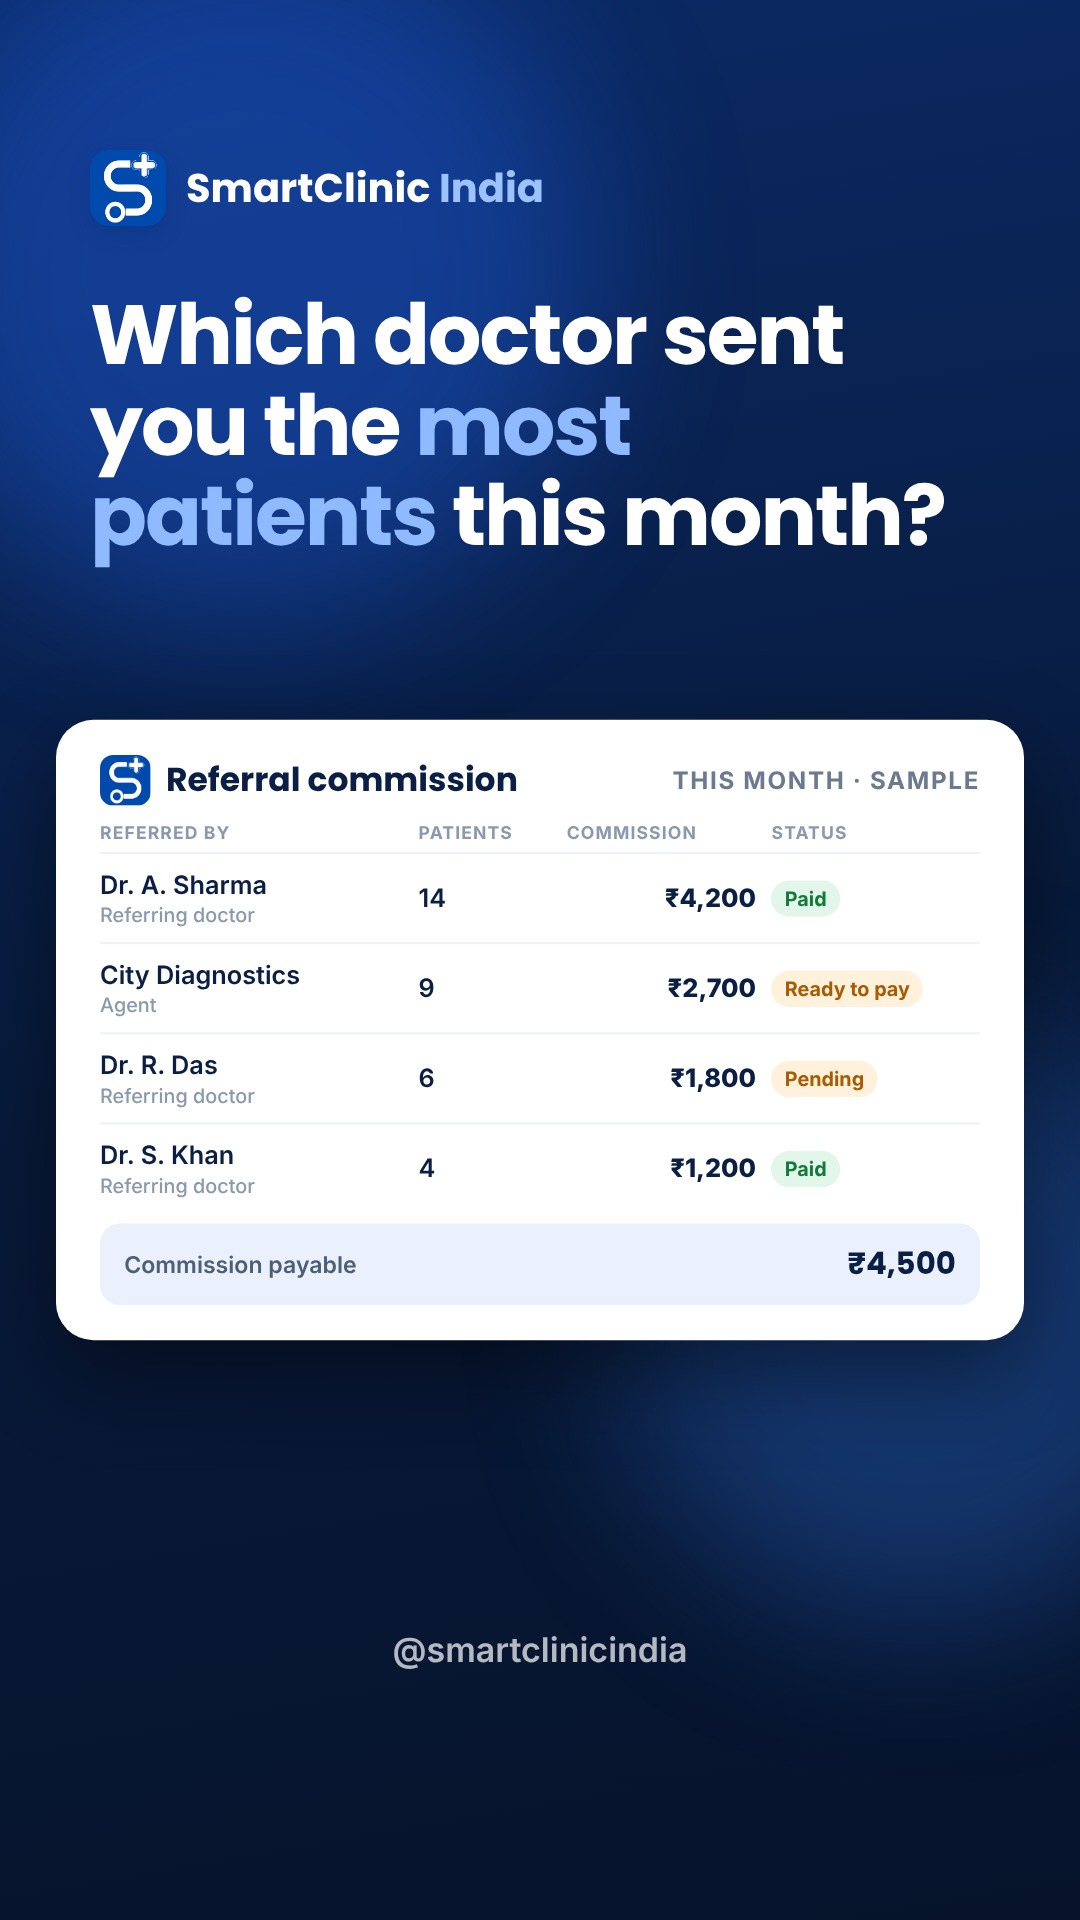 SmartClinic India
Which doctor sent
you the most
patients this month?
Referral commission THIS MONTH · SAMPLE
REFERRED BY PATIENTS COMMISSION STATUS
Dr. A. Sharma 14 ₹4,200 Paid
Referring doctor
City Diagnostics 9 ₹2,700 Ready to pay
Agent
Dr. R. Das 6 ₹1,800 Pending
Referring doctor
Dr. S. Khan 4 ₹1,200 Paid
Referring doctor
Commission payable ₹4,500
@smartclinicindia